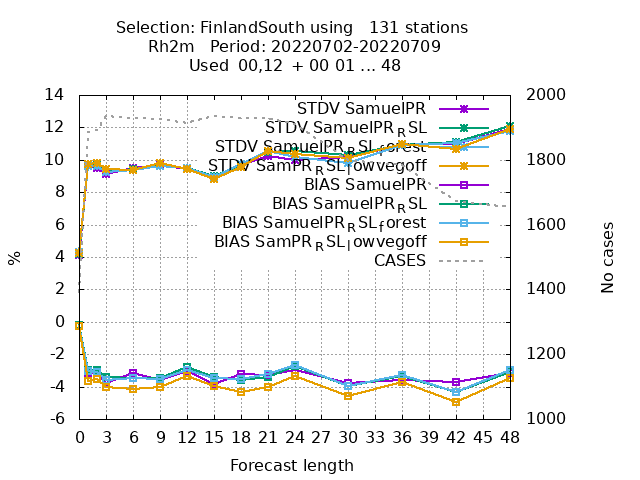 Selection: FinlandSouth using   131 stations
Rh2m   Period: 20220702-20220709
Used  00,12  + 00 01 ... 48
14
12
10
8
6
4
2
0
-2
-4
-6
%
STDV SamuelPR
STDV SamuelPR_RSL
STDV SamuelPR_RSL_forest
STDV SamPR_RSL_lowvegoff
BIAS SamuelPR
BIAS SamuelPR_RSL
BIAS SamuelPR_RSL_forest
BIAS SamPR_RSL_lowvegoff
CASES
2000
1800
1600
1400
1200
1000
No cases
0 3 6 9 12 15 18 21 24 27 30 33 36 39 42 45 48
Forecast length